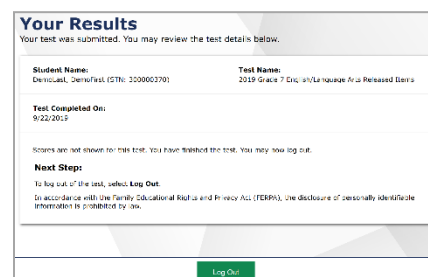 Your Results
Your test was submitted. You may review the test details below.
Student Name:
DemoLast, DemoFirst (STN: 300000370)
Test Name:
2019 Grade 7 English/Language Arts Released Items
Test Completed On:
9/22/2019
Scores are not shown for this test. You have finished the test. You may now log out.
Next Step:
To log out of the test, select Log Out.
In accordance with the Family Educational Rights and Privacy Act (FERPA), the disclosure of personally identifiable
information is prohibited by law.
Log Out